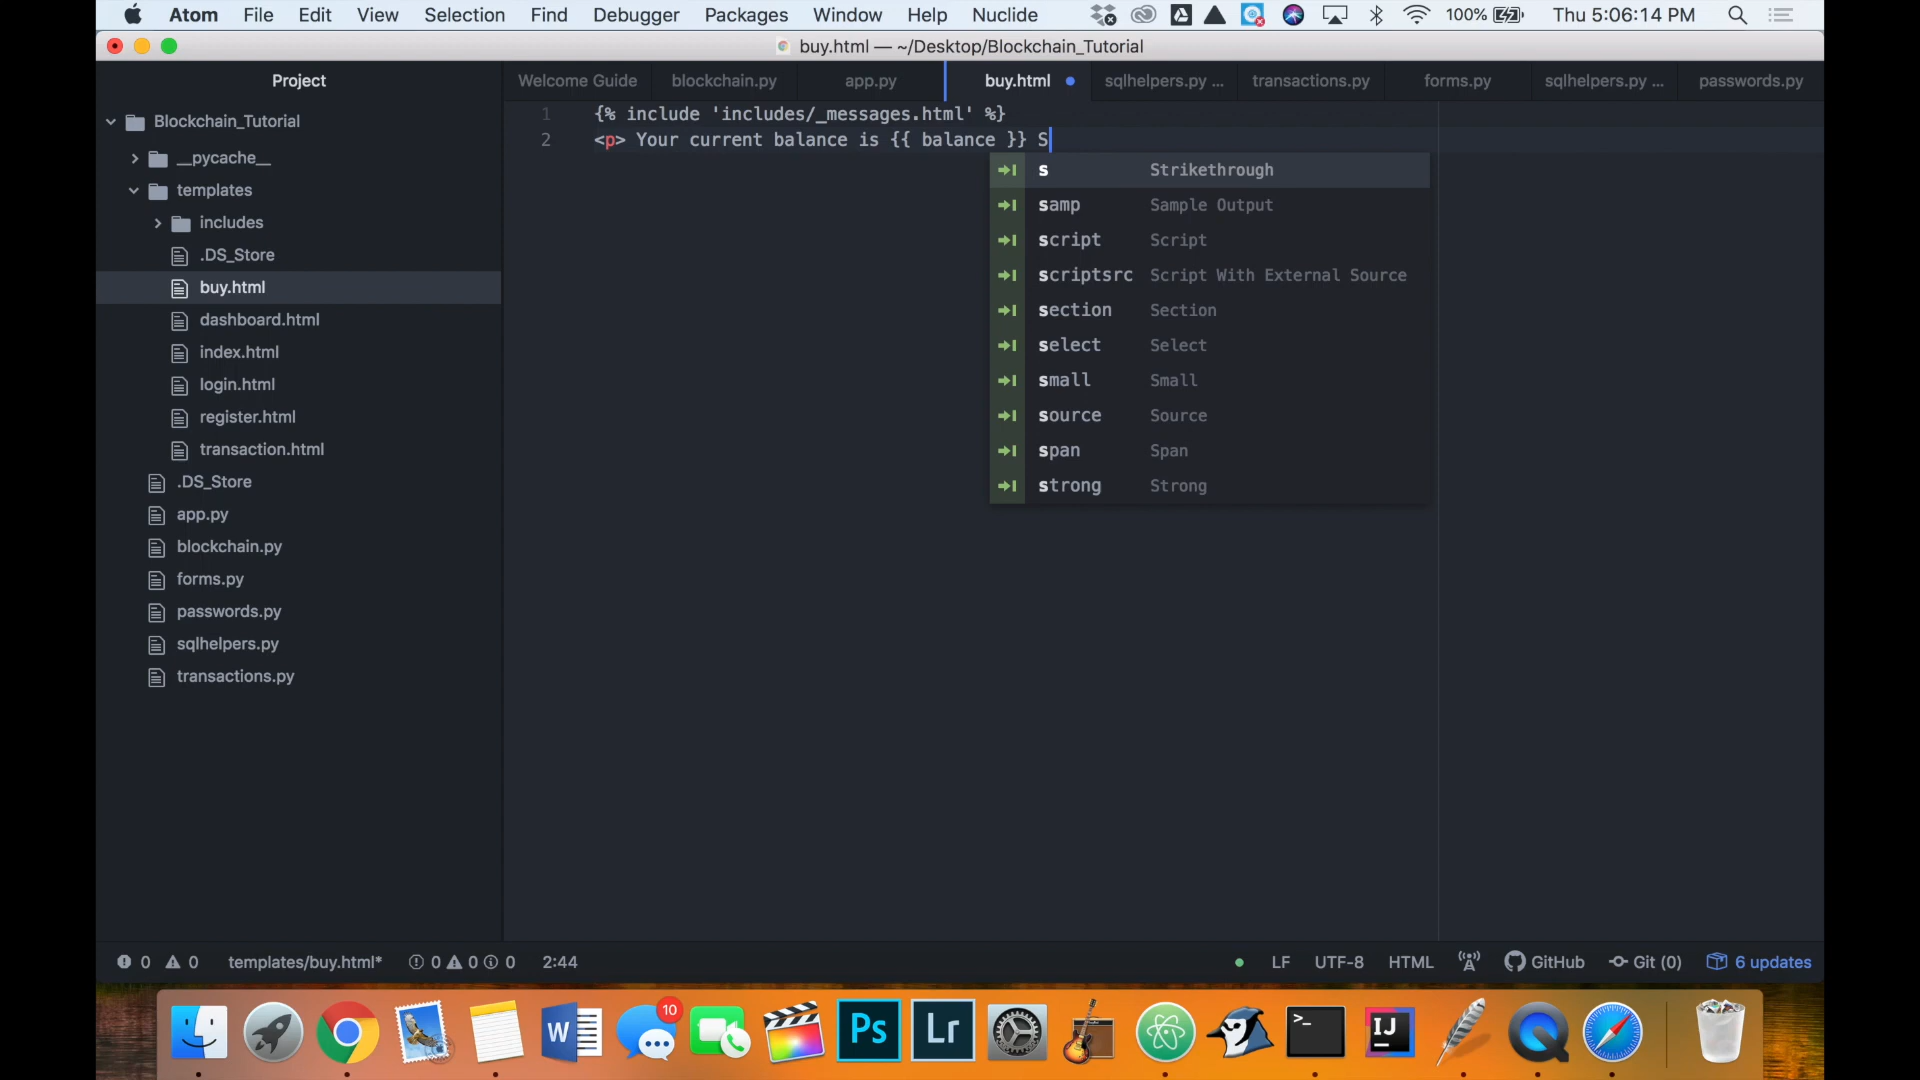 Atom File Edit View Selection Find Debugger Packages Window Help Nuclide 100% Thu 5:06:14 PM
buy.html — ~/Desktop/Blockchain_Tutorial
Project
Welcome Guide blockchain.py app.py buy.html sqlhelpers.py ... transactions.py forms.py sqlhelpers.py ... passwords.py
Blockchain_Tutorial
__pycache__
templates
includes
.DS_Store
buy.html
dashboard.html
index.html
login.html
register.html
transaction.html
.DS_Store
app.py
blockchain.py
forms.py
passwords.py
sqlhelpers.py
transactions.py
1 {% include 'includes/_messages.html' %}
2 <p> Your current balance is {{ balance }} S
s Strikethrough
samp Sample Output
script Script
scriptsrc Script With External Source
section Section
select Select
small Small
source Source
span Span
strong Strong
0 0 templates/buy.html* 0 0 0 2:44 LF UTF-8 HTML GitHub Git (0) 6 updates
W 10 Ps Lr >_ IJ